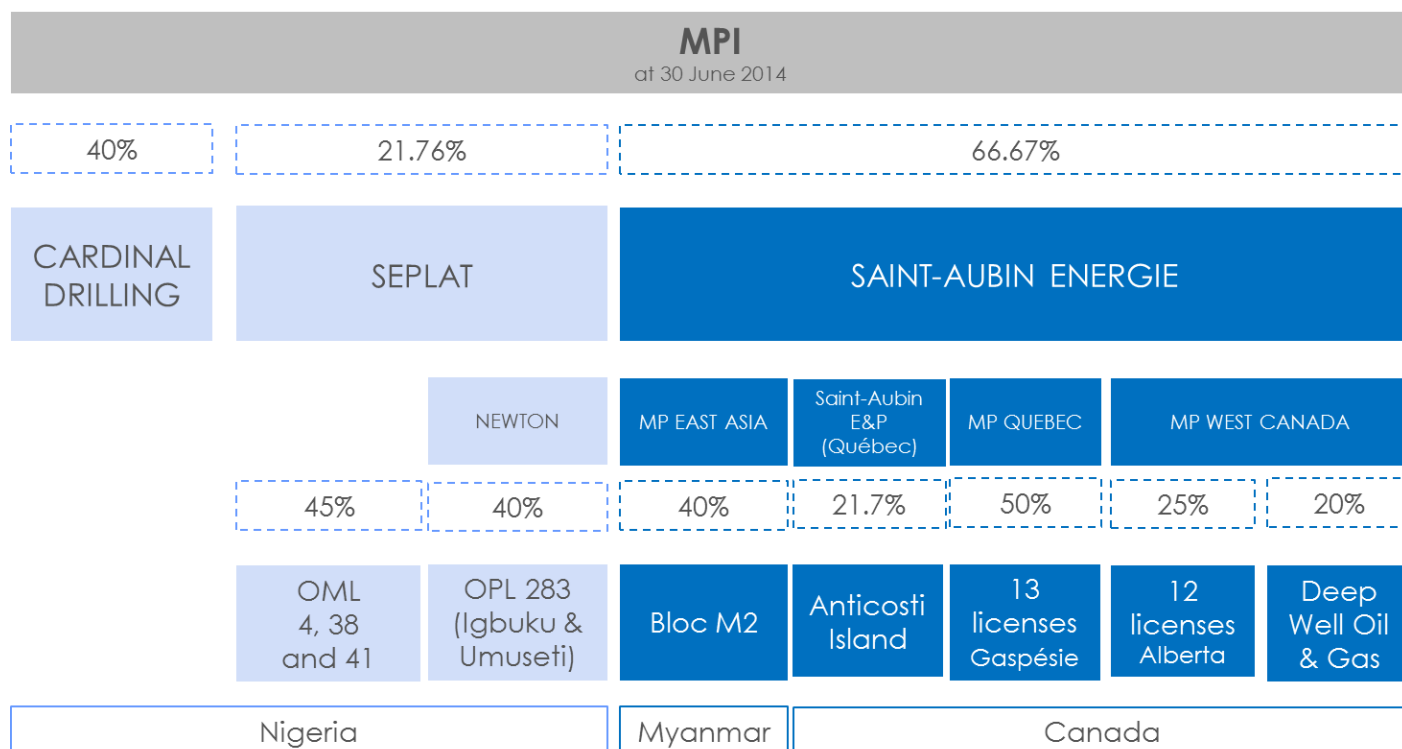 MPI
at 30 June 2014
40%
21.76%
66.67%
CARDINAL
DRILLING
SEPLAT
SAINT-AUBIN ENERGIE
NEWTON
MP EAST ASIA
Saint-Aubin
E&P
(Québec)
MP QUEBEC
MP WEST CANADA
45%
40%
40%
21.7%
50%
25%
20%
OML
4, 38
and 41
OPL 283
(Igbuku &
Umuseti)
Bloc M2
Anticosti
Island
13
licenses
Gaspésie
12
licenses
Alberta
Deep
Well Oil
& Gas
Nigeria
Myanmar
Canada